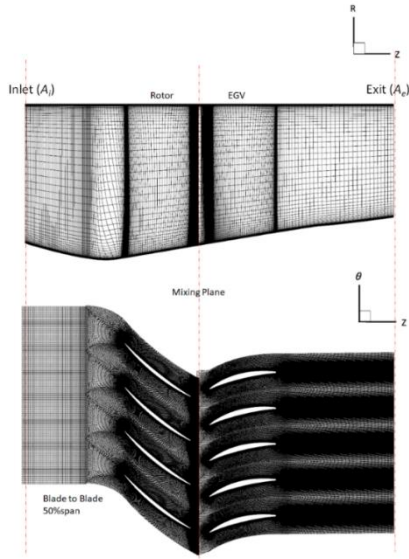 R
Z
Inlet (Aᵢ)
Rotor
EGV
Exit (Aₑ)
Mixing Plane
θ
Z
Blade to Blade
50%span